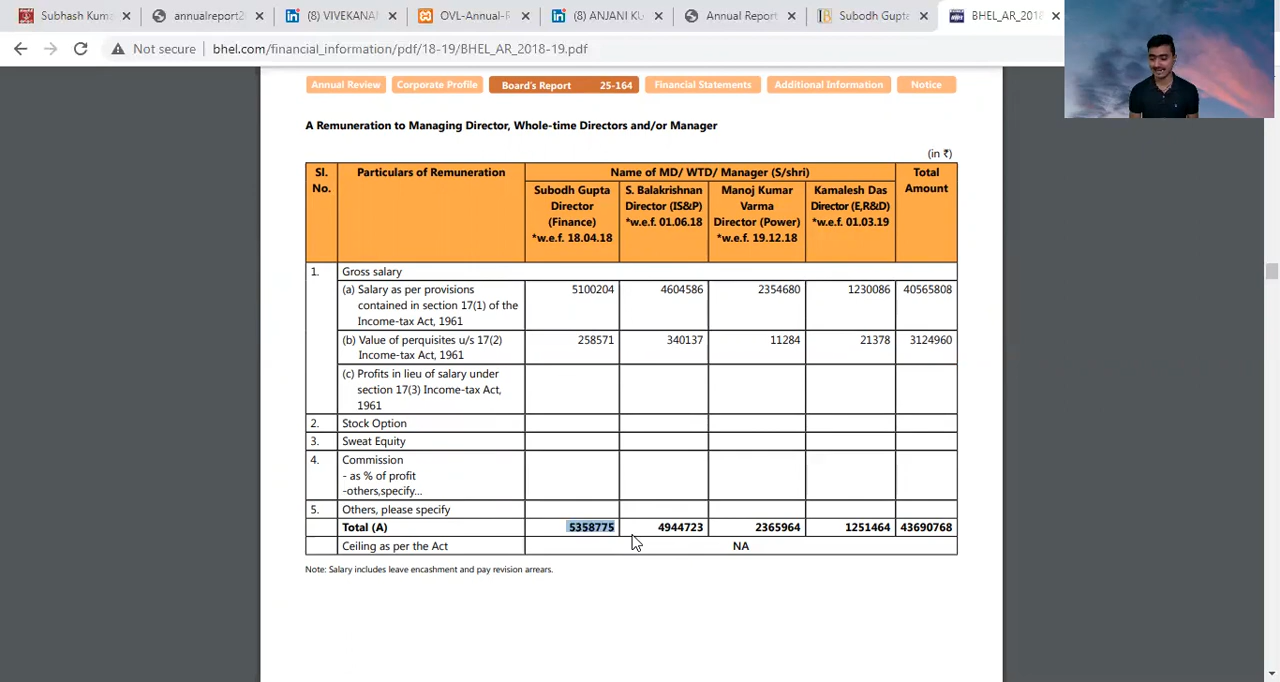 Subhash Kuma
annualreport2
(8) VIVEKANAN
OVL-Annual-R
(8) ANJANI KU
Annual Report
Subodh Gupta
BHEL_AR_2018
Not secure
bhel.com/financial_information/pdf/18-19/BHEL_AR_2018-19.pdf
Annual Review
Corporate Profile
Board's Report 25-164
Financial Statements
Additional Information
Notice
A Remuneration to Managing Director, Whole-time Directors and/or Manager
(in ₹)
Sl. No.
Particulars of Remuneration
Name of MD/ WTD/ Manager (S/shri)
Total Amount
Subodh Gupta
Director
(Finance)
*w.e.f. 18.04.18
S. Balakrishnan
Director (IS&P)
*w.e.f. 01.06.18
Manoj Kumar
Varma
Director (Power)
*w.e.f. 19.12.18
Kamalesh Das
Director (E,R&D)
*w.e.f. 01.03.19
1. Gross salary
(a) Salary as per provisions 5100204 4604586 2354680 1230086 40565808
contained in section 17(1) of the
Income-tax Act, 1961
(b) Value of perquisites u/s 17(2) 258571 340137 11284 21378 3124960
Income-tax Act, 1961
(c) Profits in lieu of salary under
section 17(3) Income-tax Act,
1961
2. Stock Option
3. Sweat Equity
4. Commission
- as % of profit
-others,specify...
5. Others, please specify
Total (A) 5358775 4944723 2365964 1251464 43690768
Ceiling as per the Act NA
Note: Salary includes leave encashment and pay revision arrears.